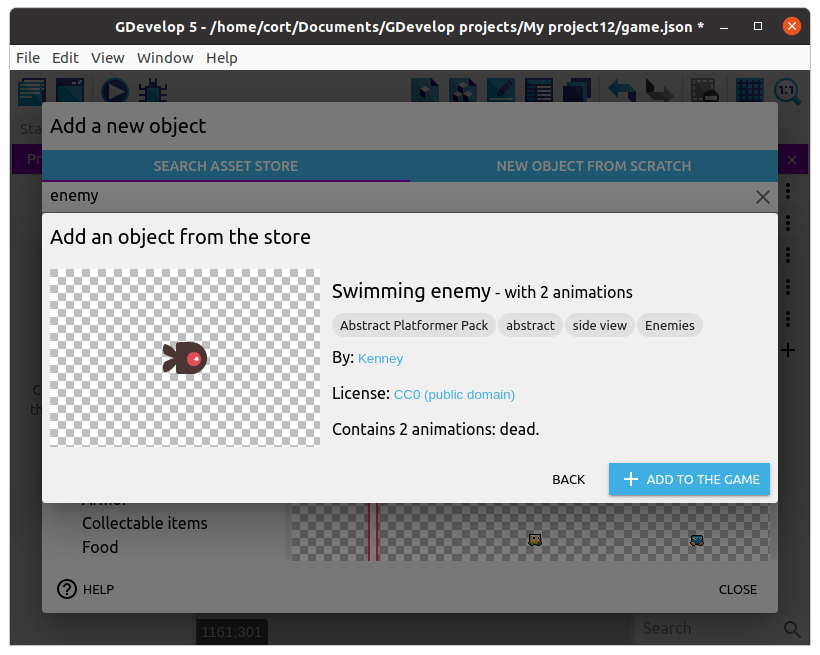 GDevelop 5 - /home/cort/Documents/GDevelop projects/My project12/game.json *
File Edit View Window Help
1:1
Sta
Add a new object
Pr
SEARCH ASSET STORE NEW OBJECT FROM SCRATCH
enemy
Add an object from the store
Swimming enemy - with 2 animations
Abstract Platformer Pack abstract side view Enemies
By: Kenney
License: CC0 (public domain)
Contains 2 animations: dead.
C
th
BACK + ADD TO THE GAME
Collectable items
Food
? HELP CLOSE
1161;301 Search